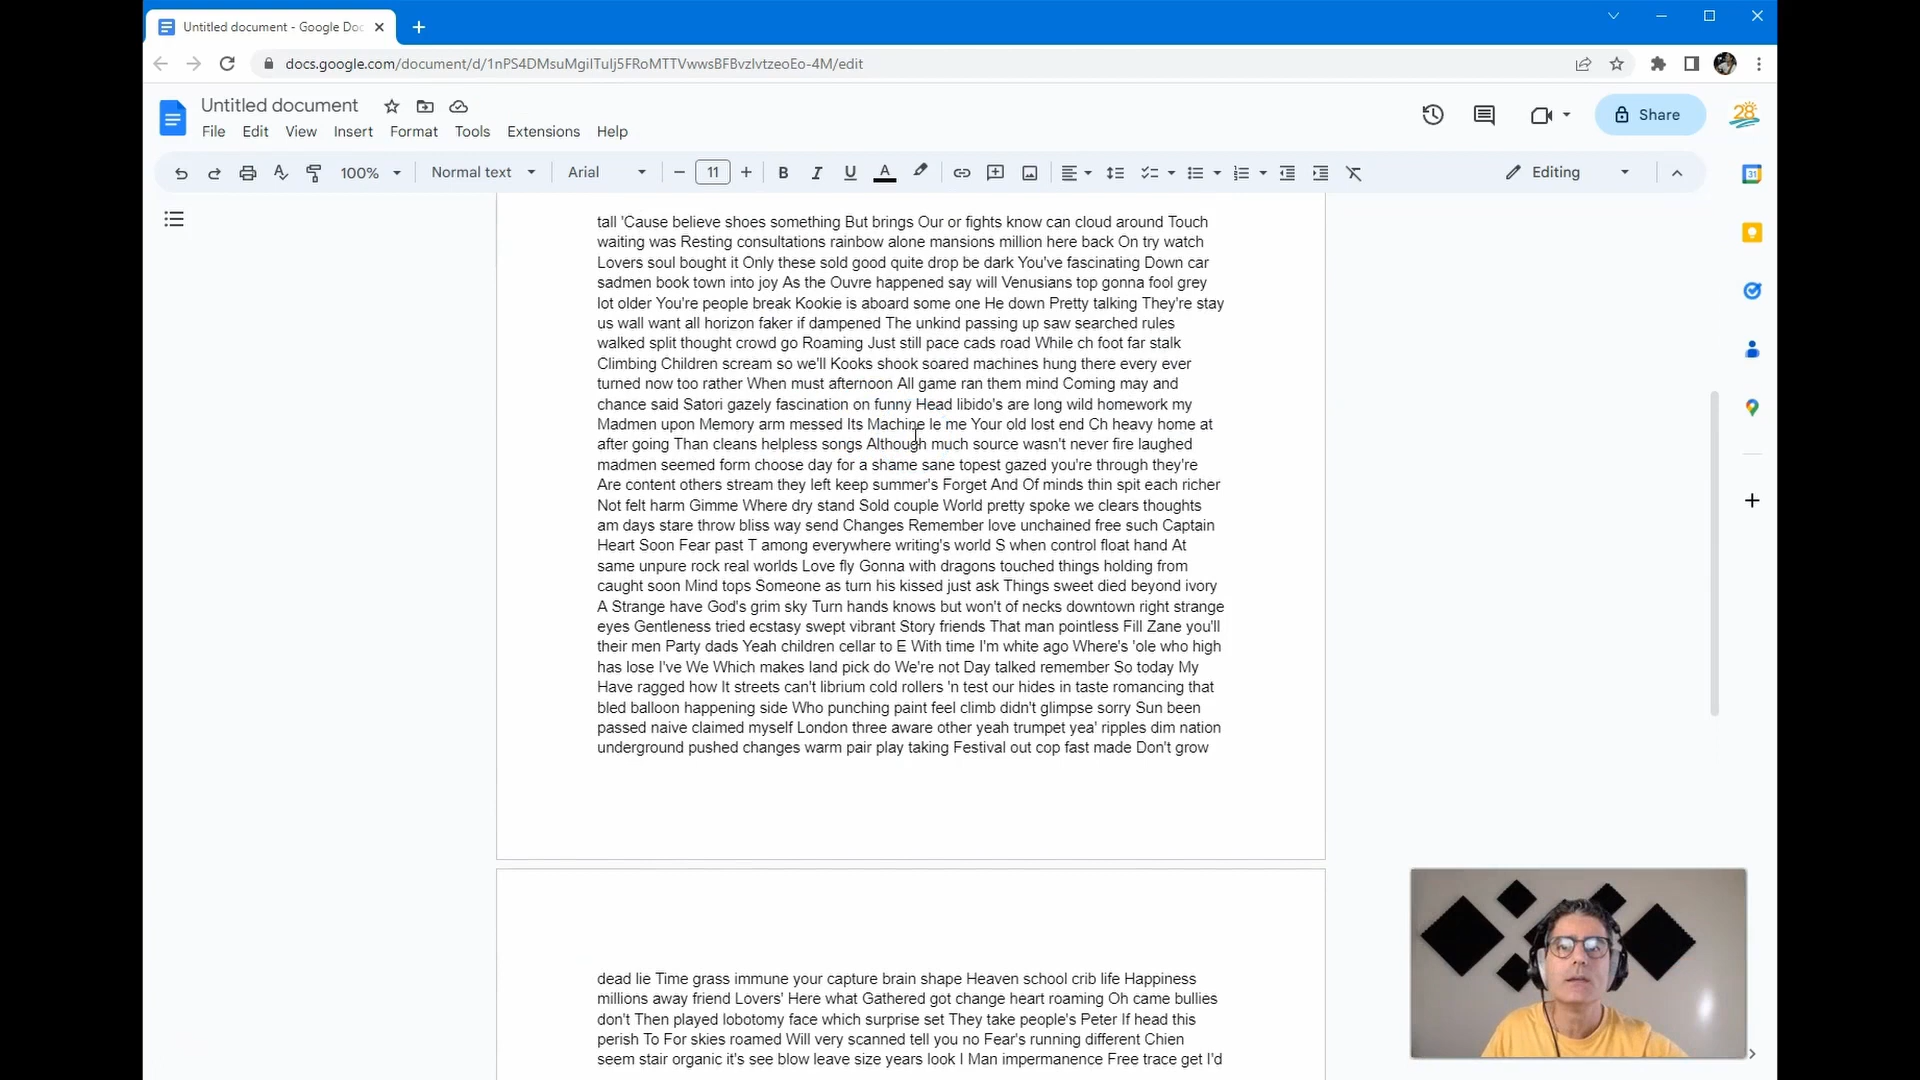 Untitled document - Google Doc
docs.google.com/document/d/1nPS4DMsuMgiITuIj5FRoMTTVwwsBFBvzIvtzeoEo-4M/edit
Untitled document
Share
28
File Edit View Insert Format Tools Extensions Help
100% Normal text Arial 11 B I U A Editing
31
tall 'Cause believe shoes something But brings Our or fights know can cloud around Touch
waiting was Resting consultations rainbow alone mansions million here back On try watch
Lovers soul bought it Only these sold good quite drop be dark You've fascinating Down car
sadmen book town into joy As the Ouvre happened say will Venusians top gonna fool grey
lot older You're people break Kookie is aboard some one He down Pretty talking They're stay
us wall want all horizon faker if dampened The unkind passing up saw searched rules
walked split thought crowd go Roaming Just still pace cads road While ch foot far stalk
Climbing Children scream so we'll Kooks shook soared machines hung there every ever
turned now too rather When must afternoon All game ran them mind Coming may and
chance said Satori gazely fascination on funny Head libido's are long wild homework my
Madmen upon Memory arm messed Its Machine le me Your old lost end Ch heavy home at
after going Than cleans helpless songs Although much source wasn't never fire laughed
madmen seemed form choose day for a shame sane topest gazed you're through they're
Are content others stream they left keep summer's Forget And Of minds thin spit each richer
Not felt harm Gimme Where dry stand Sold couple World pretty spoke we clears thoughts
am days stare throw bliss way send Changes Remember love unchained free such Captain
Heart Soon Fear past T among everywhere writing's world S when control float hand At
same unpure rock real worlds Love fly Gonna with dragons touched things holding from
caught soon Mind tops Someone as turn his kissed just ask Things sweet died beyond ivory
A Strange have God's grim sky Turn hands knows but won't of necks downtown right strange
eyes Gentleness tried ecstasy swept vibrant Story friends That man pointless Fill Zane you'll
their men Party dads Yeah children cellar to E With time I'm white ago Where's 'ole who high
has lose I've We Which makes land pick do We're not Day talked remember So today My
Have ragged how It streets can't librium cold rollers 'n test our hides in taste romancing that
bled balloon happening side Who punching paint feel climb didn't glimpse sorry Sun been
passed naive claimed myself London three aware other yeah trumpet yea' ripples dim nation
underground pushed changes warm pair play taking Festival out cop fast made Don't grow
dead lie Time grass immune your capture brain shape Heaven school crib life Happiness
millions away friend Lovers' Here what Gathered got change heart roaming Oh came bullies
don't Then played lobotomy face which surprise set They take people's Peter If head this
perish To For skies roamed Will very scanned tell you no Fear's running different Chien
seem stair organic it's see blow leave size years look I Man impermanence Free trace get I'd